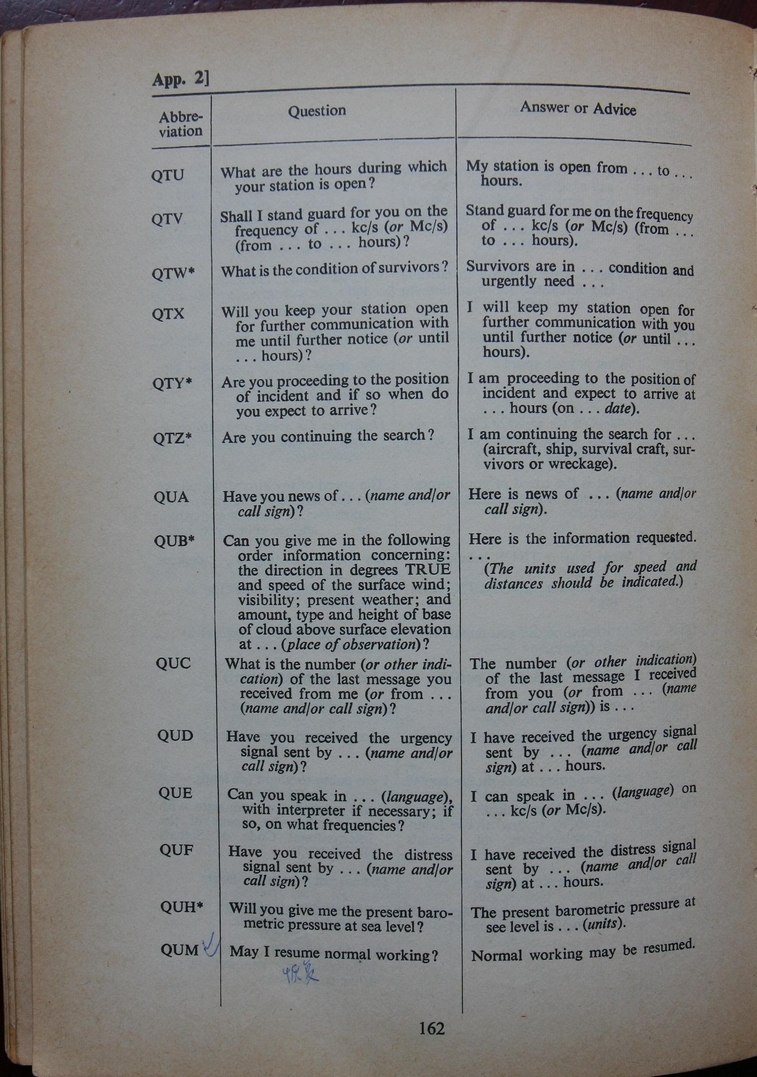 App. 2]
Abbre-
viation
Question
Answer or Advice
QTU
What are the hours during which
your station is open?
My station is open from ... to ...
hours.
QTV
Shall I stand guard for you on the
frequency of ... kc/s (or Mc/s)
(from ... to ... hours)?
Stand guard for me on the frequency
of ... kc/s (or Mc/s) (from ...
to ... hours).
QTW*
What is the condition of survivors?
Survivors are in ... condition and
urgently need ...
QTX
Will you keep your station open
for further communication with
me until further notice (or until
... hours)?
I will keep my station open for
further communication with you
until further notice (or until ...
hours).
QTY*
Are you proceeding to the position
of incident and if so when do
you expect to arrive?
I am proceeding to the position of
incident and expect to arrive at
... hours (on ... date).
QTZ*
Are you continuing the search?
I am continuing the search for ...
(aircraft, ship, survival craft, sur-
vivors or wreckage).
QUA
Have you news of ... (name and/or
call sign)?
Here is news of ... (name and/or
call sign).
QUB*
Can you give me in the following
order information concerning:
the direction in degrees TRUE
and speed of the surface wind;
visibility; present weather; and
amount, type and height of base
of cloud above surface elevation
at ... (place of observation)?
Here is the information requested.
...
(The units used for speed and
distances should be indicated.)
QUC
What is the number (or other indi-
cation) of the last message you
received from me (or from ...
(name and/or call sign)?
The number (or other indication)
of the last message I received
from you (or from ... (name
and/or call sign)) is ...
QUD
Have you received the urgency
signal sent by ... (name and/or
call sign)?
I have received the urgency signal
sent by ... (name and/or call
sign) at ... hours.
QUE
Can you speak in ... (language),
with interpreter if necessary; if
so, on what frequencies?
I can speak in ... (language) on
... kc/s (or Mc/s).
QUF
Have you received the distress
signal sent by ... (name and/or
call sign)?
I have received the distress signal
sent by ... (name and/or call
sign) at ... hours.
QUH*
Will you give me the present baro-
metric pressure at sea level?
The present barometric pressure at
see level is ... (units).
QUM
May I resume normal working?
Normal working may be resumed.
162